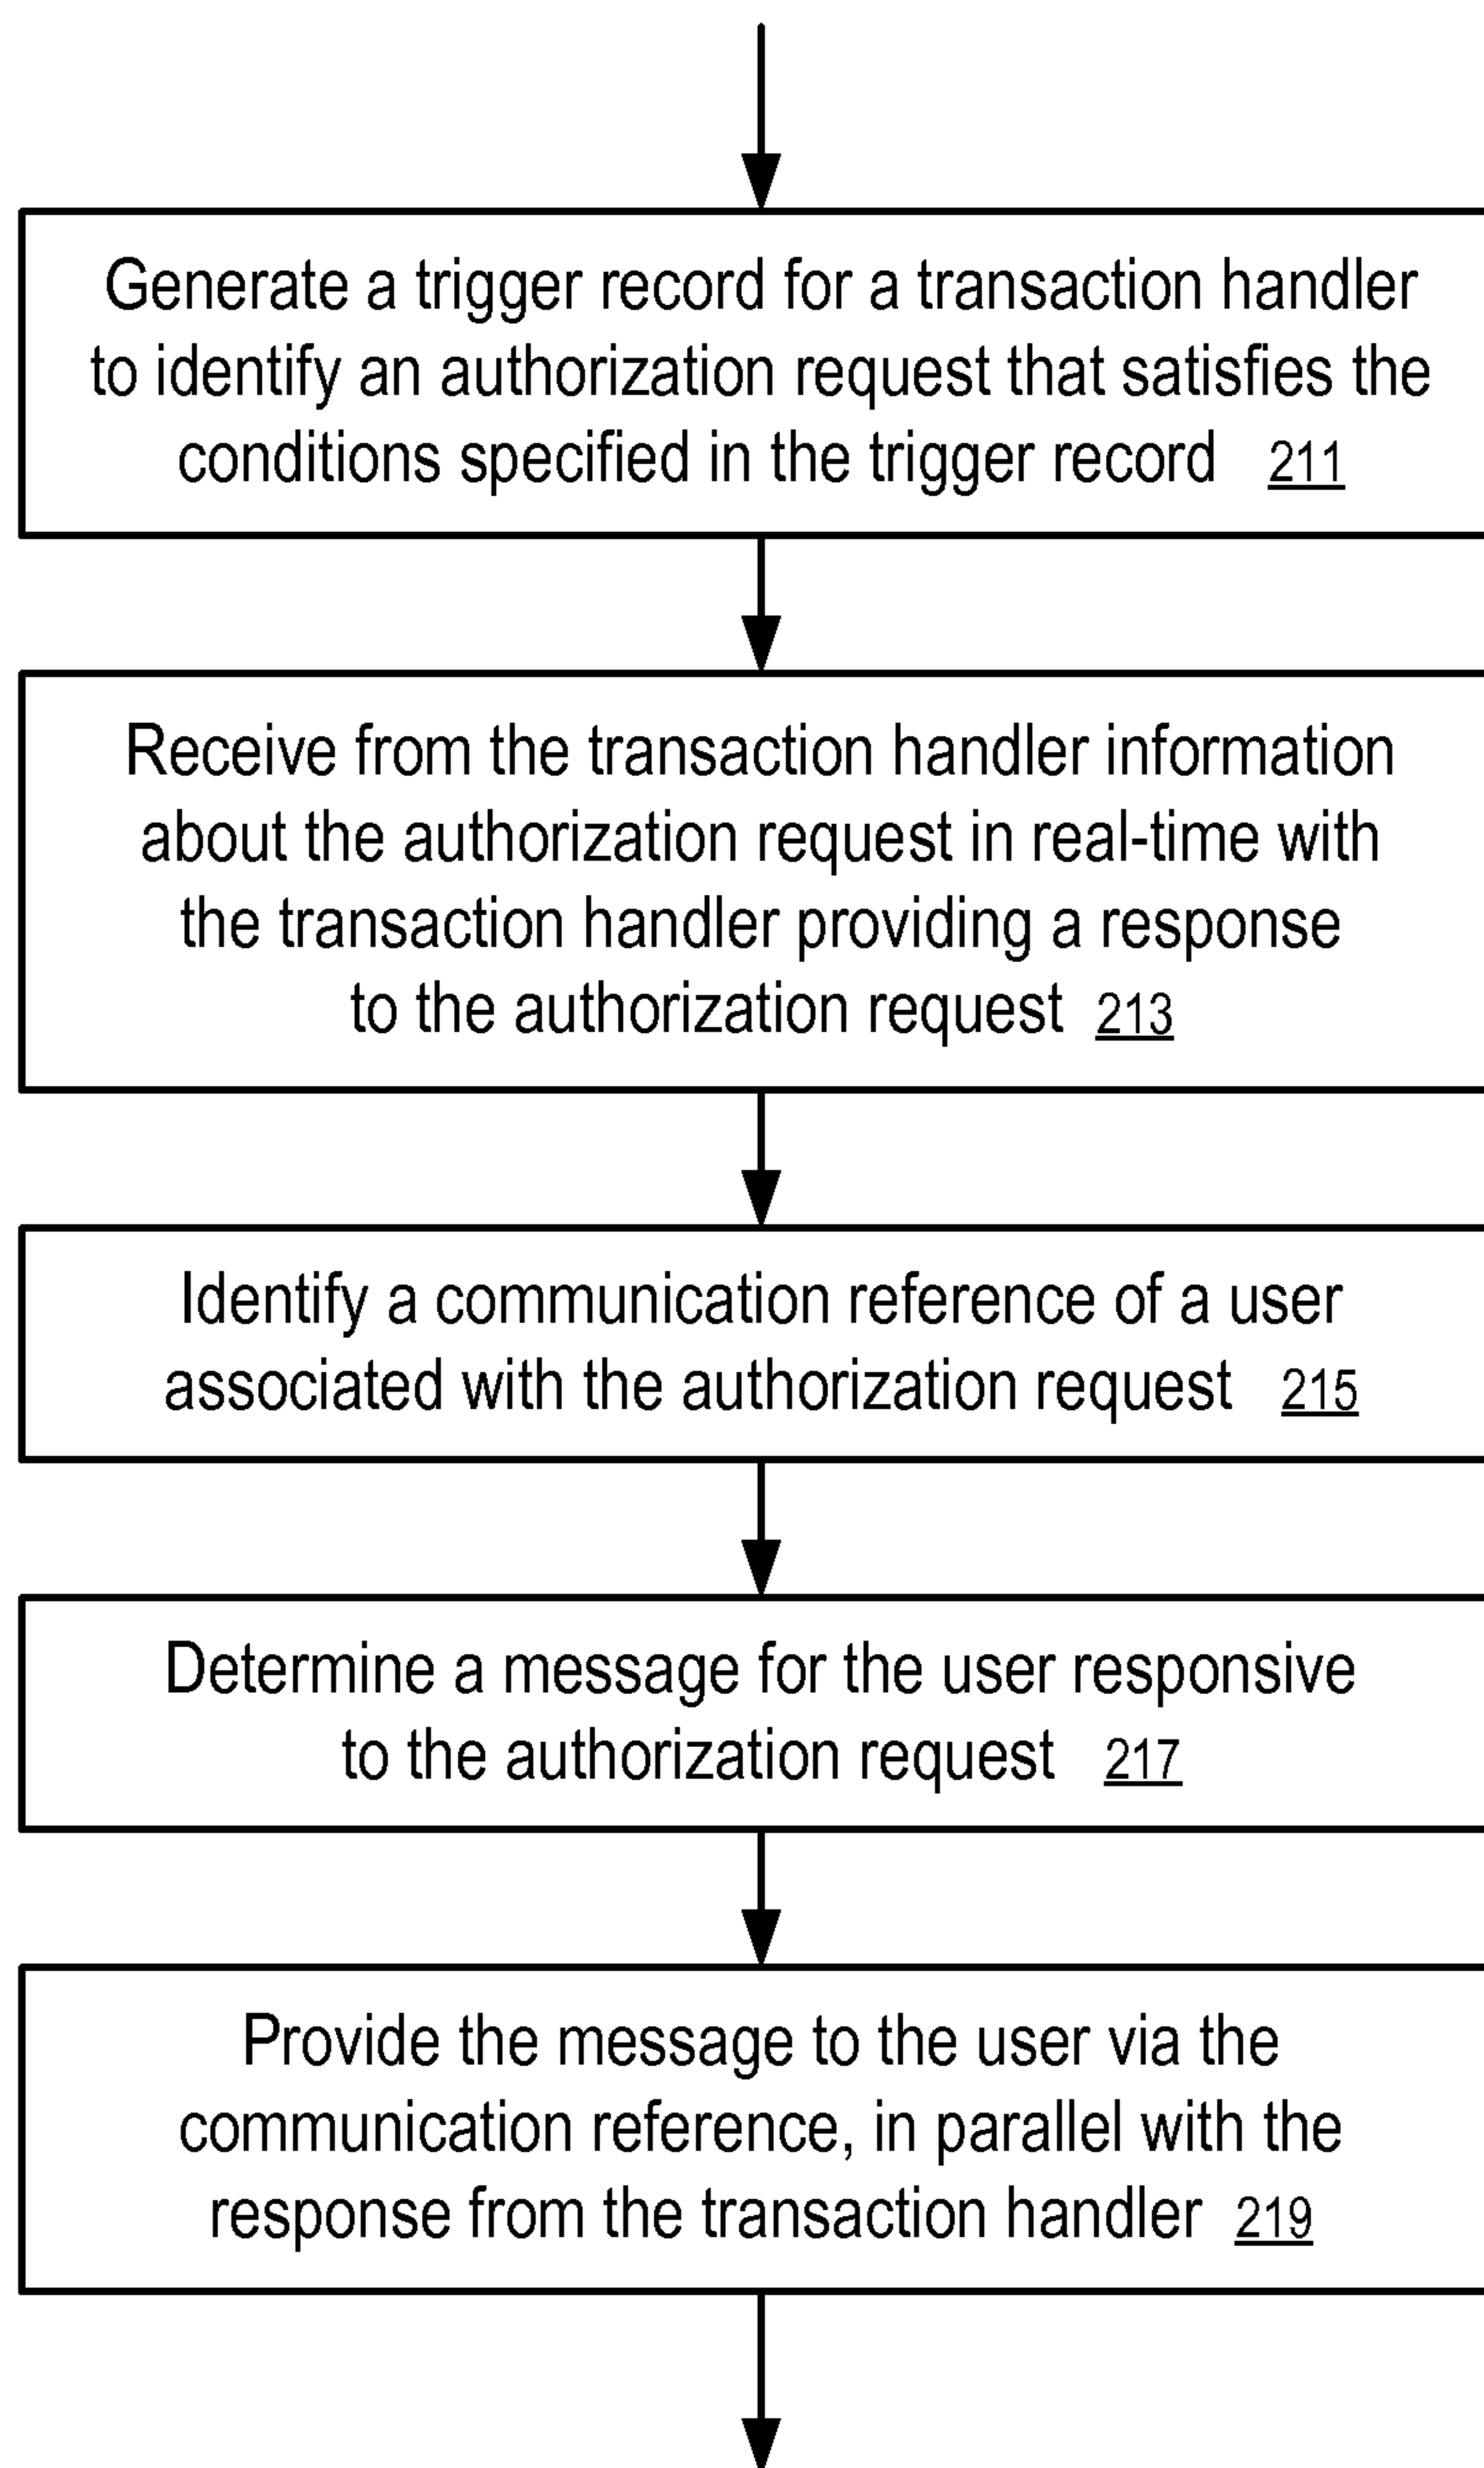 Generate a trigger record for a transaction handler
to identify an authorization request that satisfies the
conditions specified in the trigger record 211
Receive from the transaction handler information
about the authorization request in real-time with
the transaction handler providing a response
to the authorization request 213
Identify a communication reference of a user
associated with the authorization request 215
Determine a message for the user responsive
to the authorization request 217
Provide the message to the user via the
communication reference, in parallel with the
response from the transaction handler 219